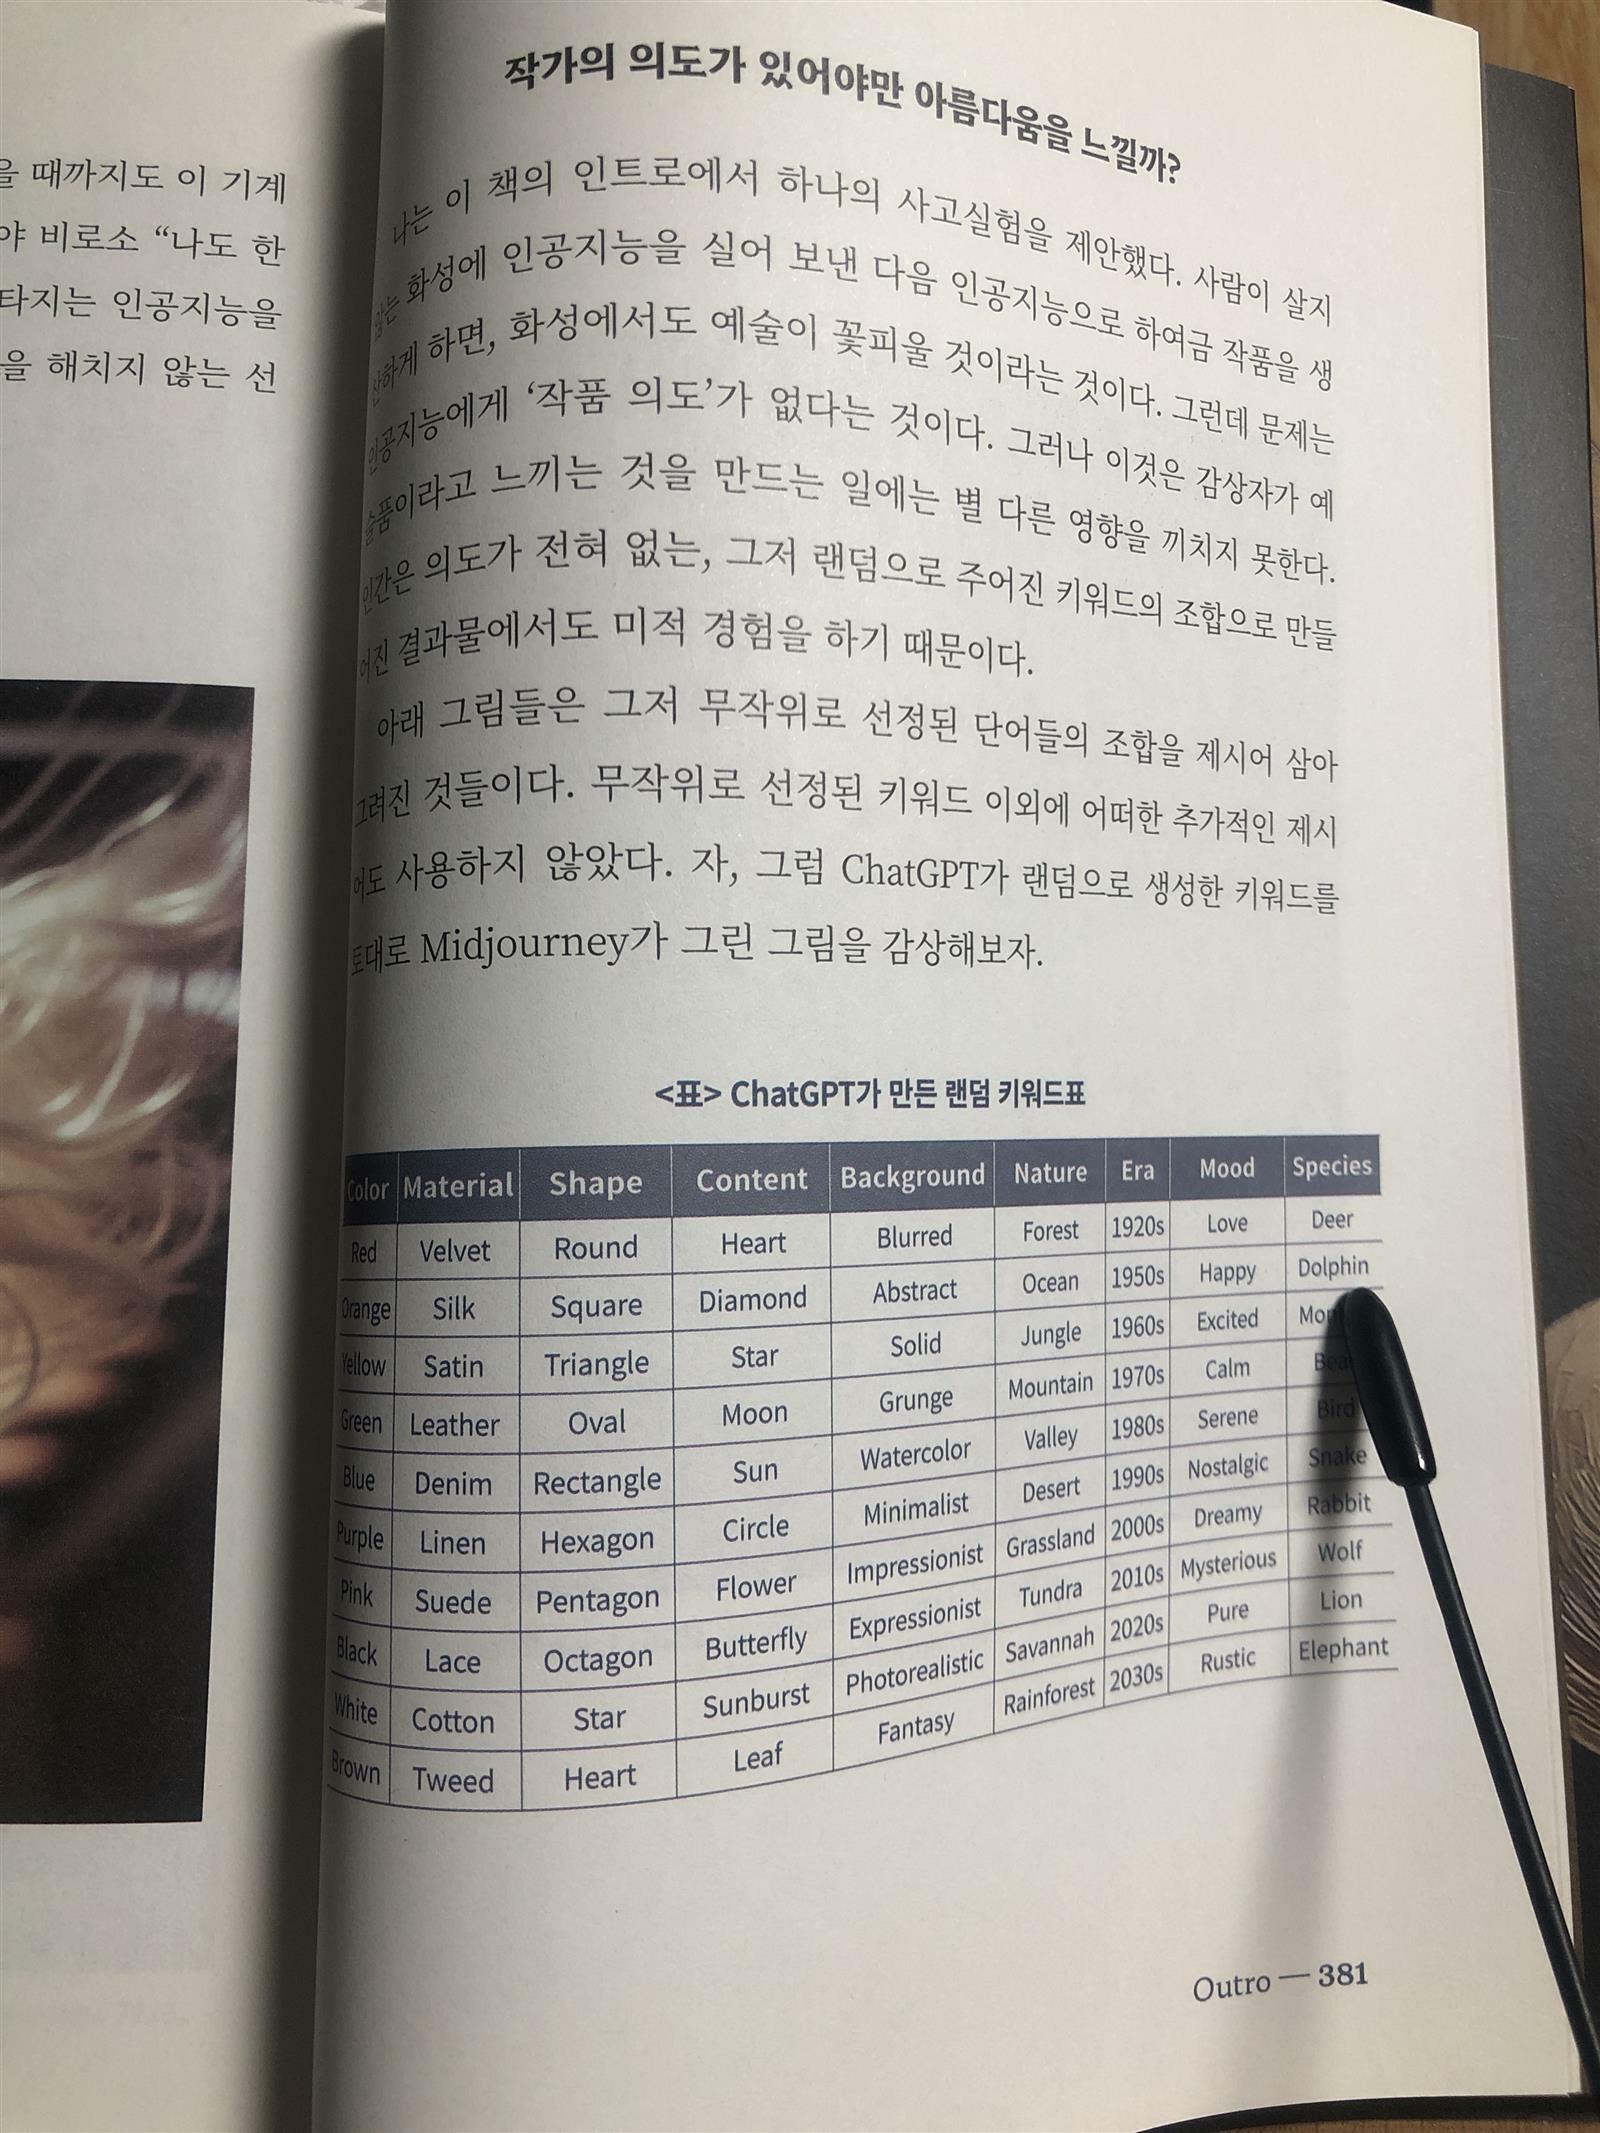 을 때까지도 이 기계
야 비로소 “나도 한
타지는 인공지능을
을 해치지 않는 선
작가의 의도가 있어야만 아름다움을 느낄까?
나는 이 책의 인트로에서 하나의 사고실험을 제안했다. 사람이 살지
않는 화성에 인공지능을 실어 보낸 다음 인공지능으로 하여금 작품을 생
산하게 하면, 화성에서도 예술이 꽃피울 것이라는 것이다. 그런데 문제는
인공지능에게 ‘작품 의도’가 없다는 것이다. 그러나 이것은 감상자가 예
술품이라고 느끼는 것을 만드는 일에는 별 다른 영향을 끼치지 못한다.
인간은 의도가 전혀 없는, 그저 랜덤으로 주어진 키워드의 조합으로 만들
어진 결과물에서도 미적 경험을 하기 때문이다.
아래 그림들은 그저 무작위로 선정된 단어들의 조합을 제시어 삼아
그려진 것들이다. 무작위로 선정된 키워드 이외에 어떠한 추가적인 제시
어도 사용하지 않았다. 자, 그럼 ChatGPT가 랜덤으로 생성한 키워드를
토대로 Midjourney가 그린 그림을 감상해보자.
<표> ChatGPT가 만든 랜덤 키워드표
Color Material Shape Content Background Nature Era Mood Species
Red Velvet Round Heart Blurred Forest 1920s Love Deer
Orange Silk Square Diamond Abstract Ocean 1950s Happy Dolphin
Yellow Satin Triangle Star Solid Jungle 1960s Excited
Green Leather Oval Moon Grunge Mountain 1970s Calm
Blue Denim Rectangle Sun Watercolor Valley 1980s Serene Bird
Purple Linen Hexagon Circle Minimalist Desert 1990s Nostalgic Snake
Pink Suede Pentagon Flower Impressionist Grassland 2000s Dreamy Rabbit
Black Lace Octagon Butterfly Expressionist Tundra 2010s Mysterious Wolf
White Cotton Star Sunburst Photorealistic Savannah 2020s Pure Lion
Brown Tweed Heart Leaf Fantasy Rainforest 2030s Rustic Elephant
Outro — 381